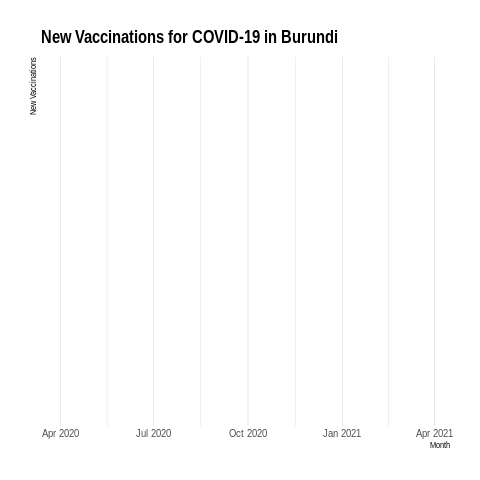 New Vaccinations for COVID-19 in Burundi
New Vaccinations
Apr 2020 Jul 2020 Oct 2020 Jan 2021 Apr 2021
Month